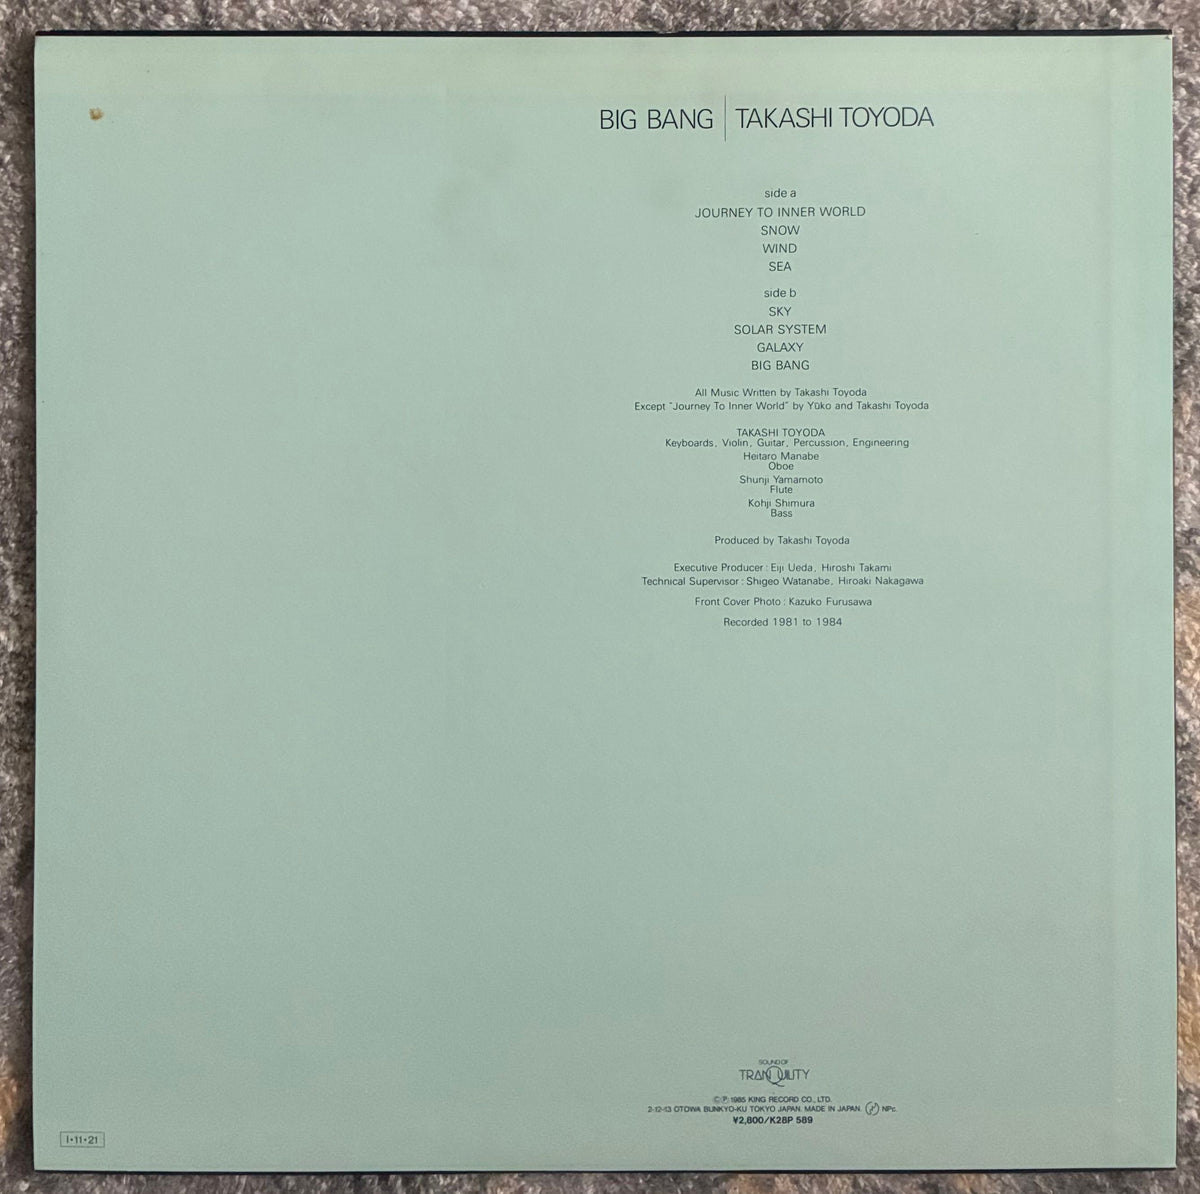 BIG BANG | TAKASHI TOYODA
side a
JOURNEY TO INNER WORLD
SNOW
WIND
SEA
side b
SKY
SOLAR SYSTEM
GALAXY
BIG BANG
All Music Written by Takashi Toyoda
Except "Journey To Inner World" by Yūko and Takashi Toyoda
TAKASHI TOYODA
Keyboards, Violin, Guitar, Percussion, Engineering
Heitaro Manabe
Oboe
Shunji Yamamoto
Flute
Kohji Shimura
Bass
Produced by Takashi Toyoda
Executive Producer : Eiji Ueda, Hiroshi Takami
Technical Supervisor : Shigeo Watanabe, Hiroaki Nakagawa
Front Cover Photo : Kazuko Furusawa
Recorded 1981 to 1984
SOUND OF
TRANQUILITY
© ℗ 1985 KING RECORD CO., LTD.
2-12-13 OTOWA BUNKYO-KU TOKYO JAPAN. MADE IN JAPAN. NPc.
¥2,800/K28P 589
I·11·21